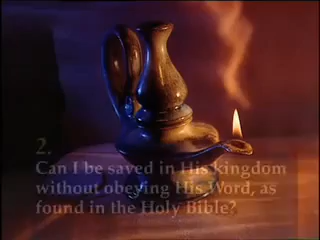 2.
Can I be saved in His kingdom
without obeying His Word, as
found in the Holy Bible?